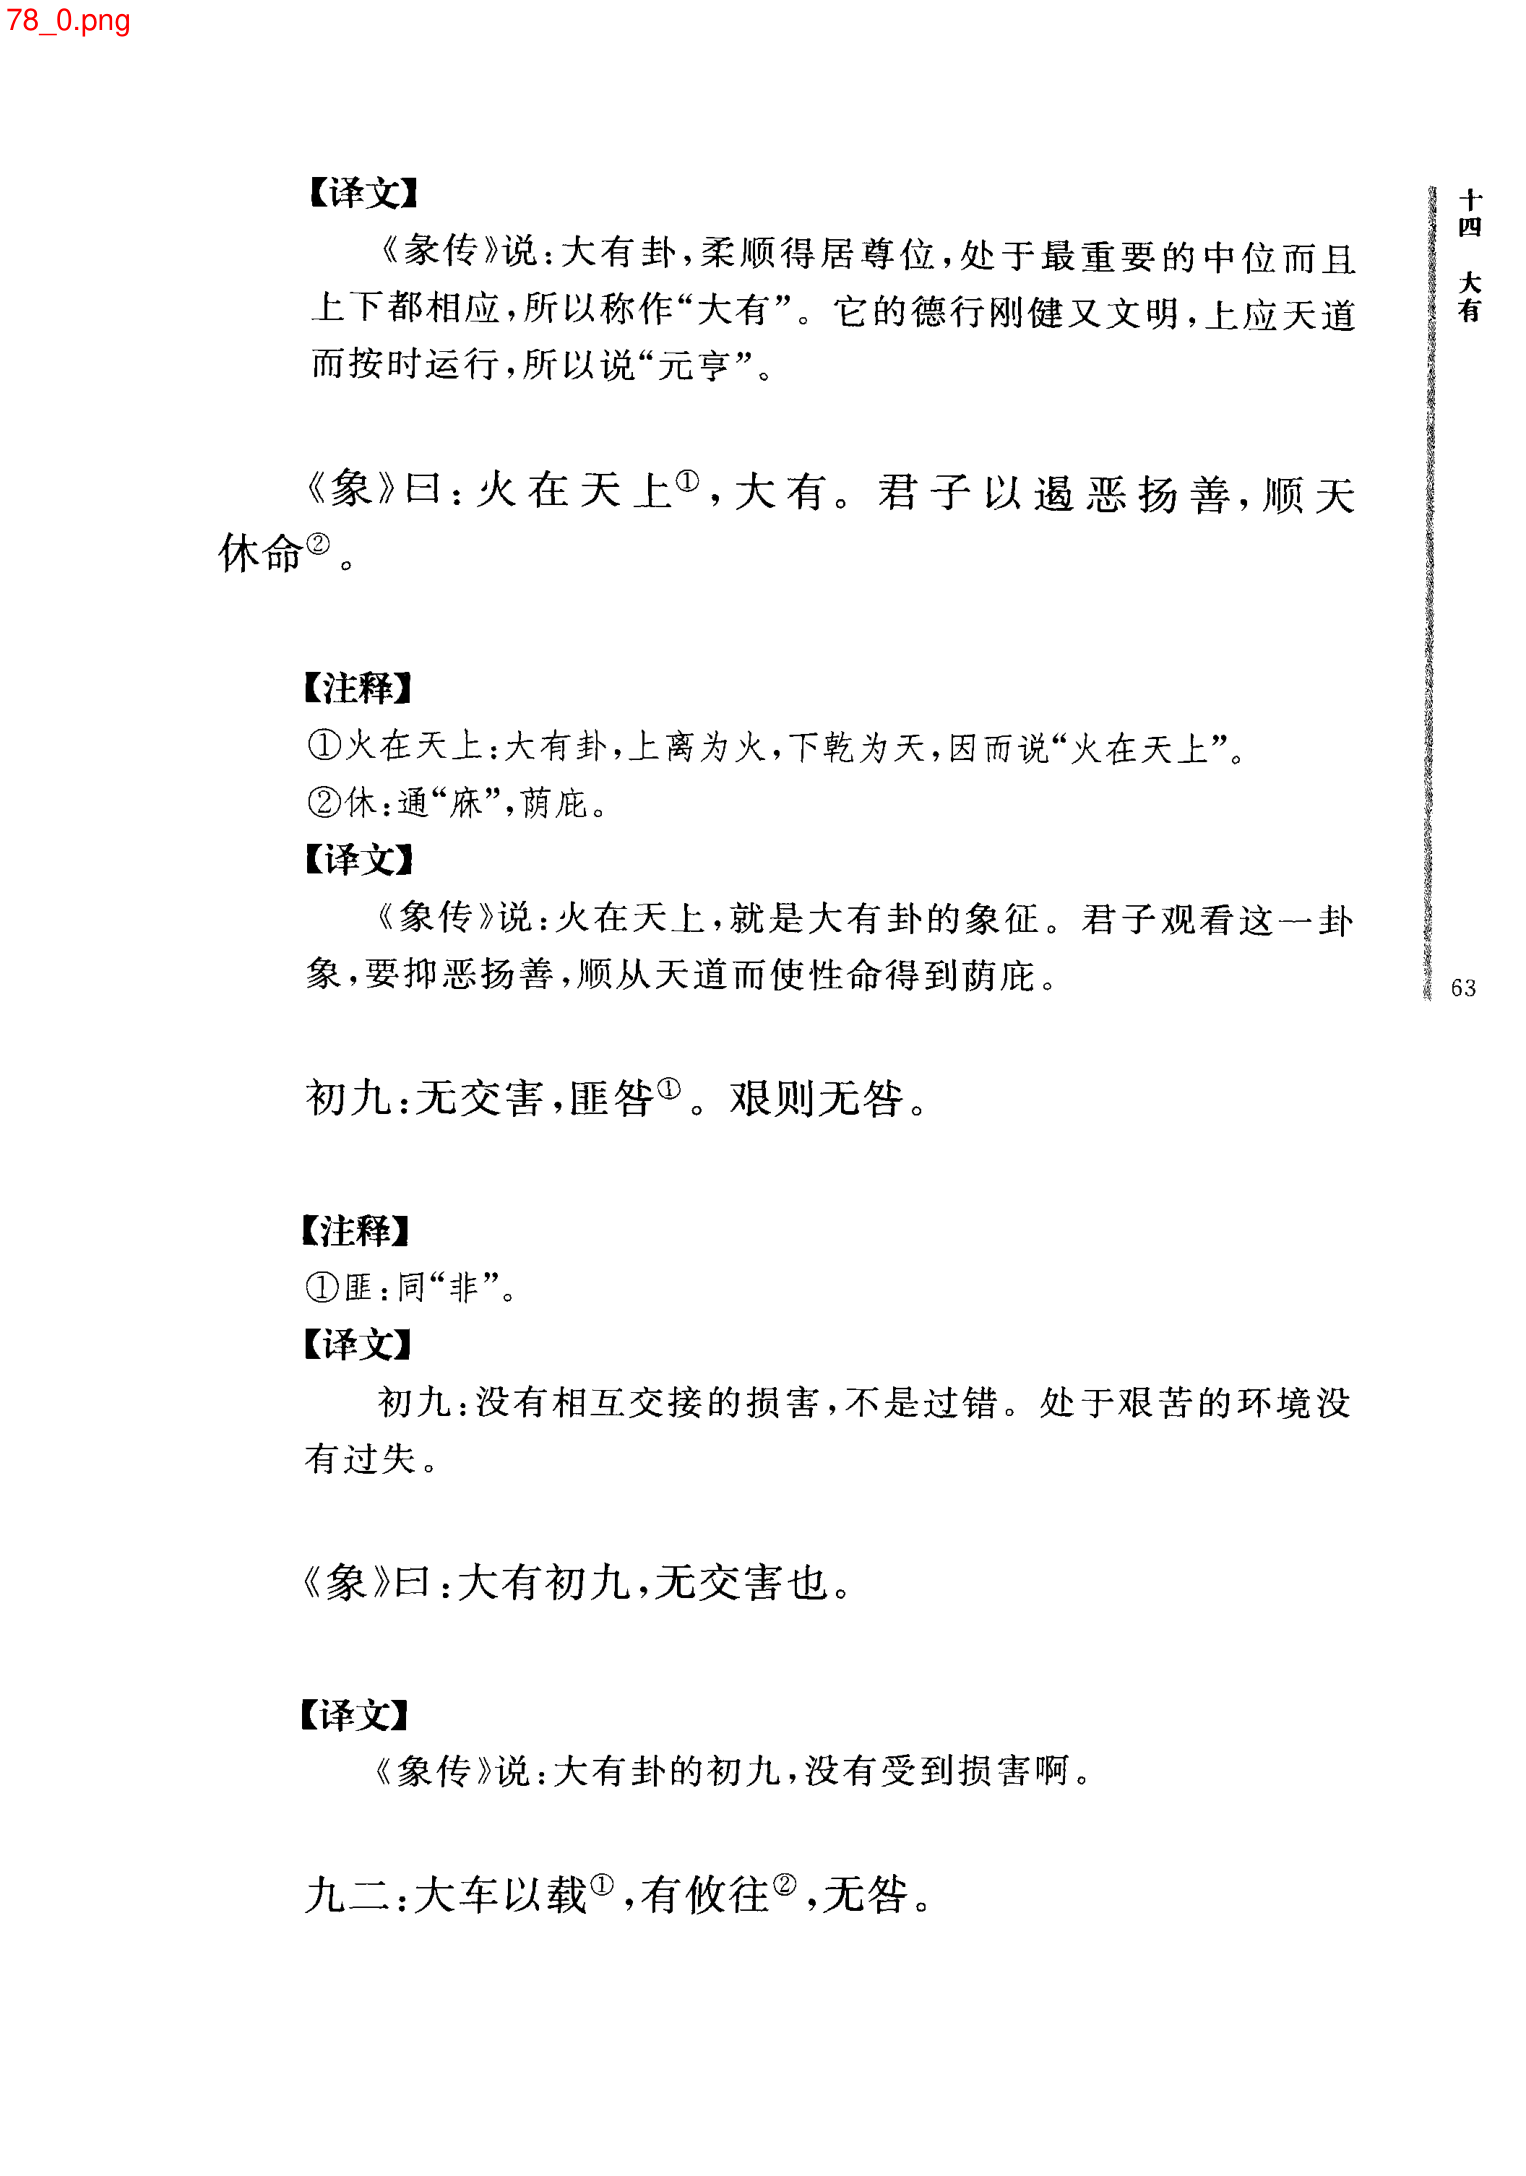 78_0.png
【译文】
《彖传》说：大有卦，柔顺得居尊位，处于最重要的中位而且
上下都相应，所以称作“大有”。它的德行刚健又文明，上应天道
而按时运行，所以说“元亨”。
《象》曰：火在天上①，大有。君子以遏恶扬善，顺天
休命②。
【注释】
①火在天上：大有卦，上离为火，下乾为天，因而说“火在天上”。
②休：通“庥”，荫庇。
【译文】
《象传》说：火在天上，就是大有卦的象征。君子观看这一卦
象，要抑恶扬善，顺从天道而使性命得到荫庇。
初九：无交害，匪咎①。艰则无咎。
【注释】
①匪：同“非”。
【译文】
初九：没有相互交接的损害，不是过错。处于艰苦的环境没
有过失。
《象》曰：大有初九，无交害也。
【译文】
《象传》说：大有卦的初九，没有受到损害啊。
九二：大车以载①，有攸往②，无咎。
十四 大有
63